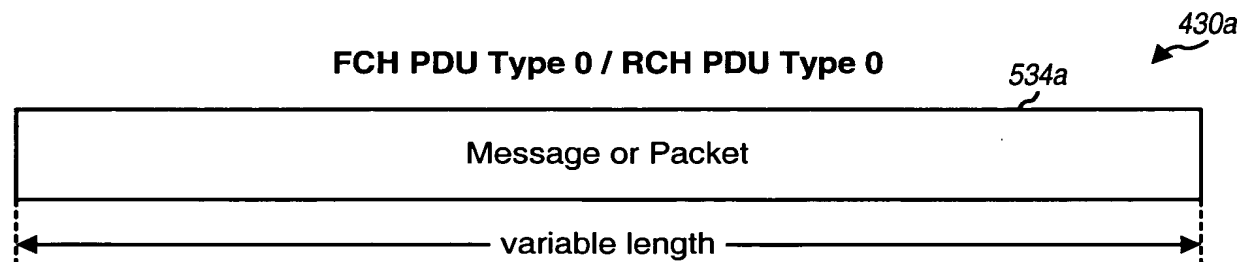 430a
FCH PDU Type 0 / RCH PDU Type 0
534a
Message or Packet
variable length